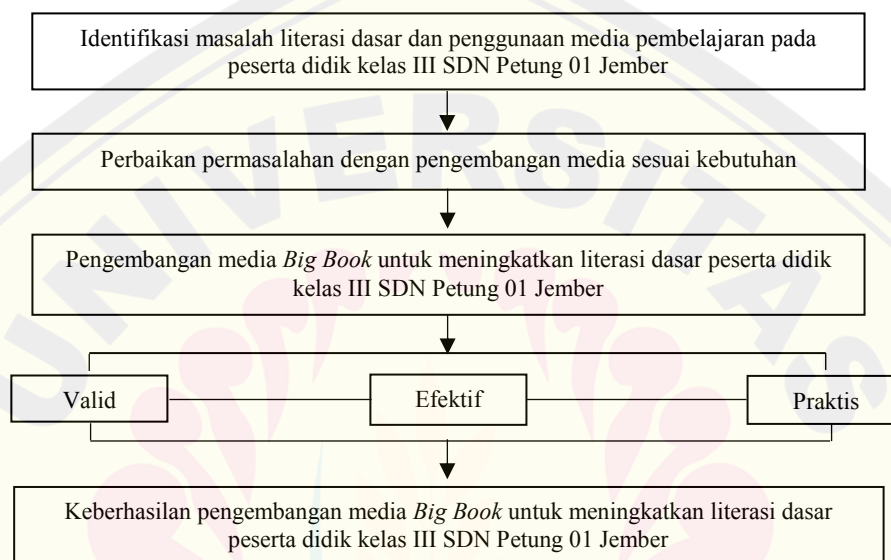 Identifikasi masalah literasi dasar dan penggunaan media pembelajaran pada
peserta didik kelas III SDN Petung 01 Jember
Perbaikan permasalahan dengan pengembangan media sesuai kebutuhan
Pengembangan media Big Book untuk meningkatkan literasi dasar peserta didik
kelas III SDN Petung 01 Jember
Valid Efektif Praktis
Keberhasilan pengembangan media Big Book untuk meningkatkan literasi dasar
peserta didik kelas III SDN Petung 01 Jember
UNIVERSITAS